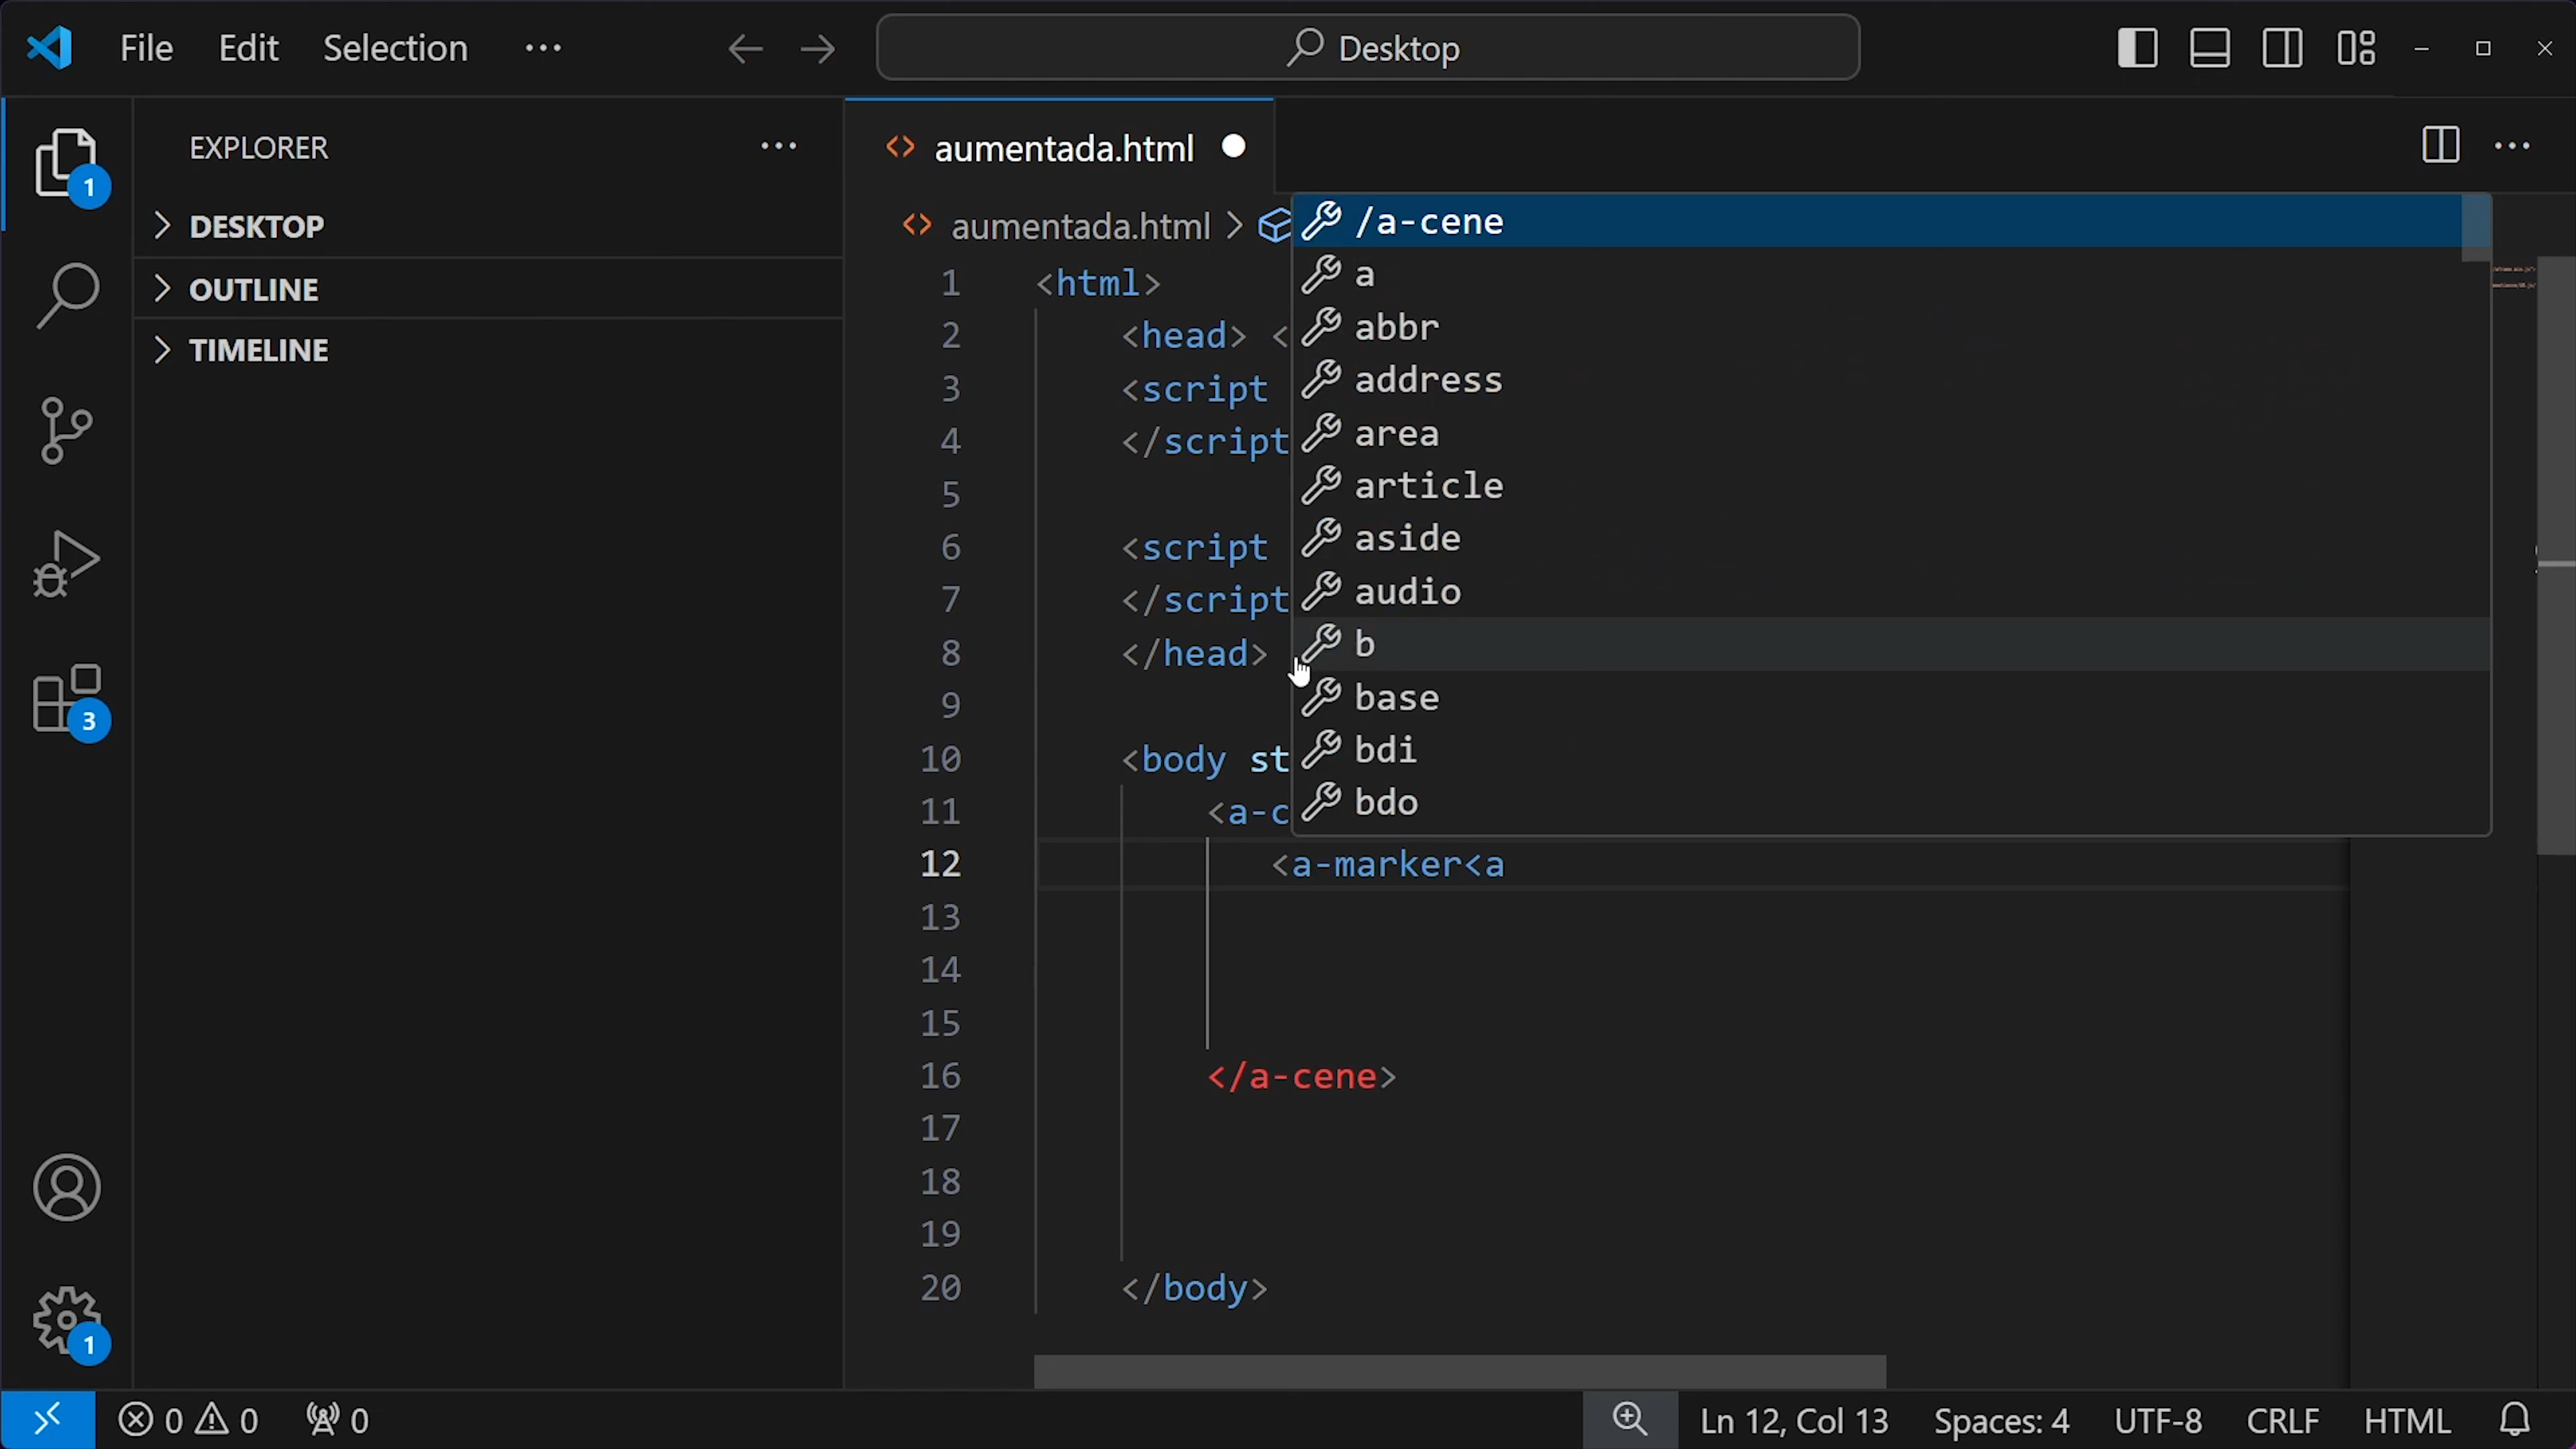 File Edit Selection ··· Desktop
EXPLORER ···
1
DESKTOP
OUTLINE
TIMELINE
3
1
aumentada.html
aumentada.html >
/a-cene
a
abbr
address
area
article
aside
audio
b
base
bdi
bdo
1 <html>
2 <head> <
3 <script
4 </script
5
6 <script
7 </script
8 </head>
9
10 <body st
11 <a-c
12 <a-marker<a
13
14
15
16 </a-cene>
17
18
19
20 </body>
0 0 0 Ln 12, Col 13 Spaces: 4 UTF-8 CRLF HTML